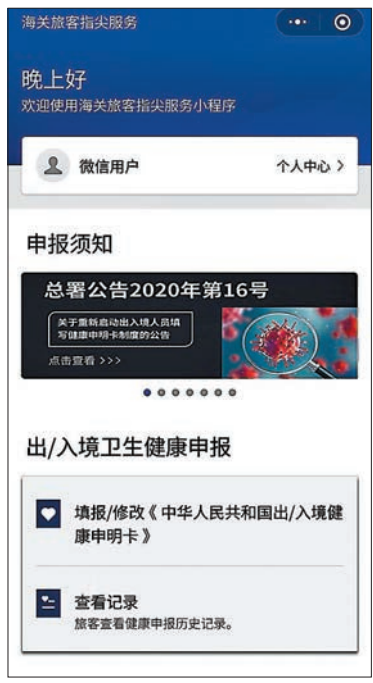 海关旅客指尖服务
晚上好
欢迎使用海关旅客指尖服务小程序
微信用户
个人中心 >
申报须知
总署公告2020年第16号
关于重新启动出入境人员填
写健康申明卡制度的公告
点击查看 >>>
出/入境卫生健康申报
填报/修改《中华人民共和国出/入境健
康申明卡》
查看记录
旅客查看健康申报历史记录。